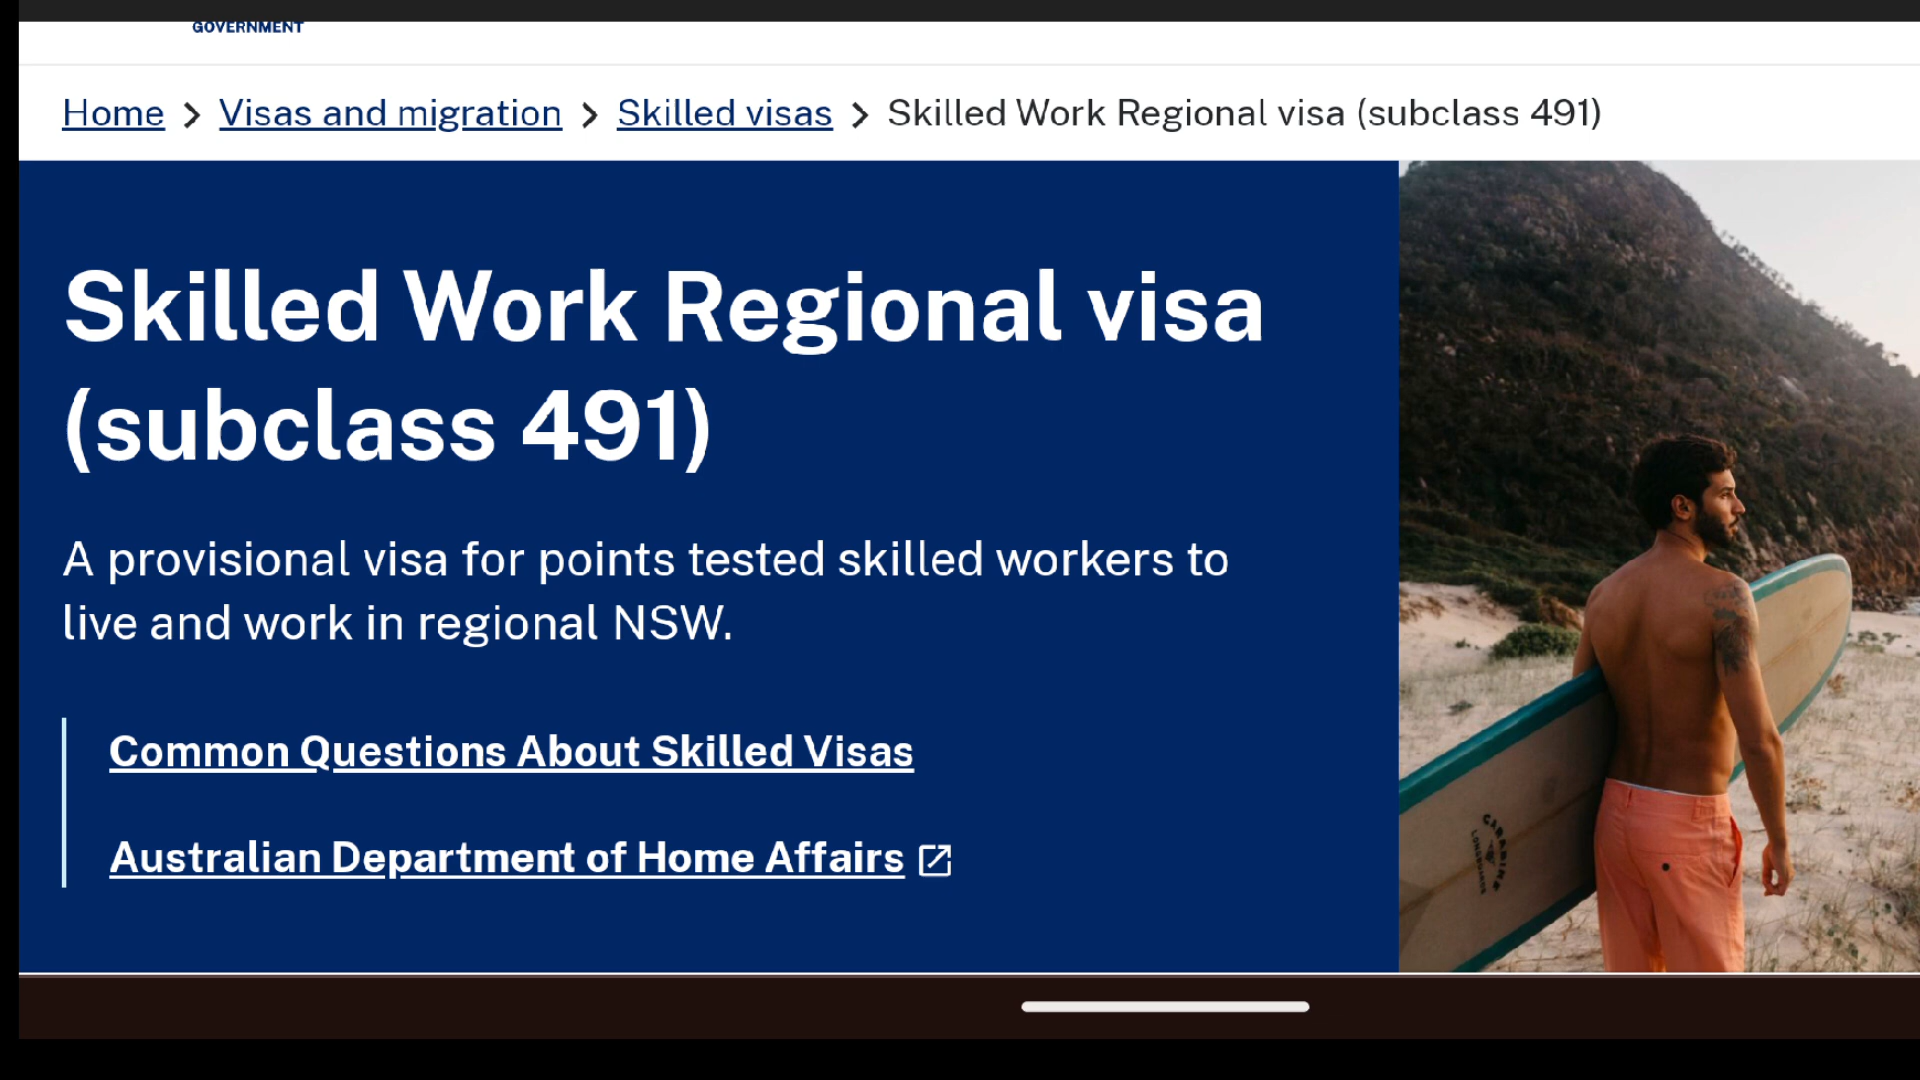 GOVERNMENT
Home > Visas and migration > Skilled visas > Skilled Work Regional visa (subclass 491)
Skilled Work Regional visa
(subclass 491)
A provisional visa for points tested skilled workers to
live and work in regional NSW.
Common Questions About Skilled Visas
Australian Department of Home Affairs
LONGBOARDS